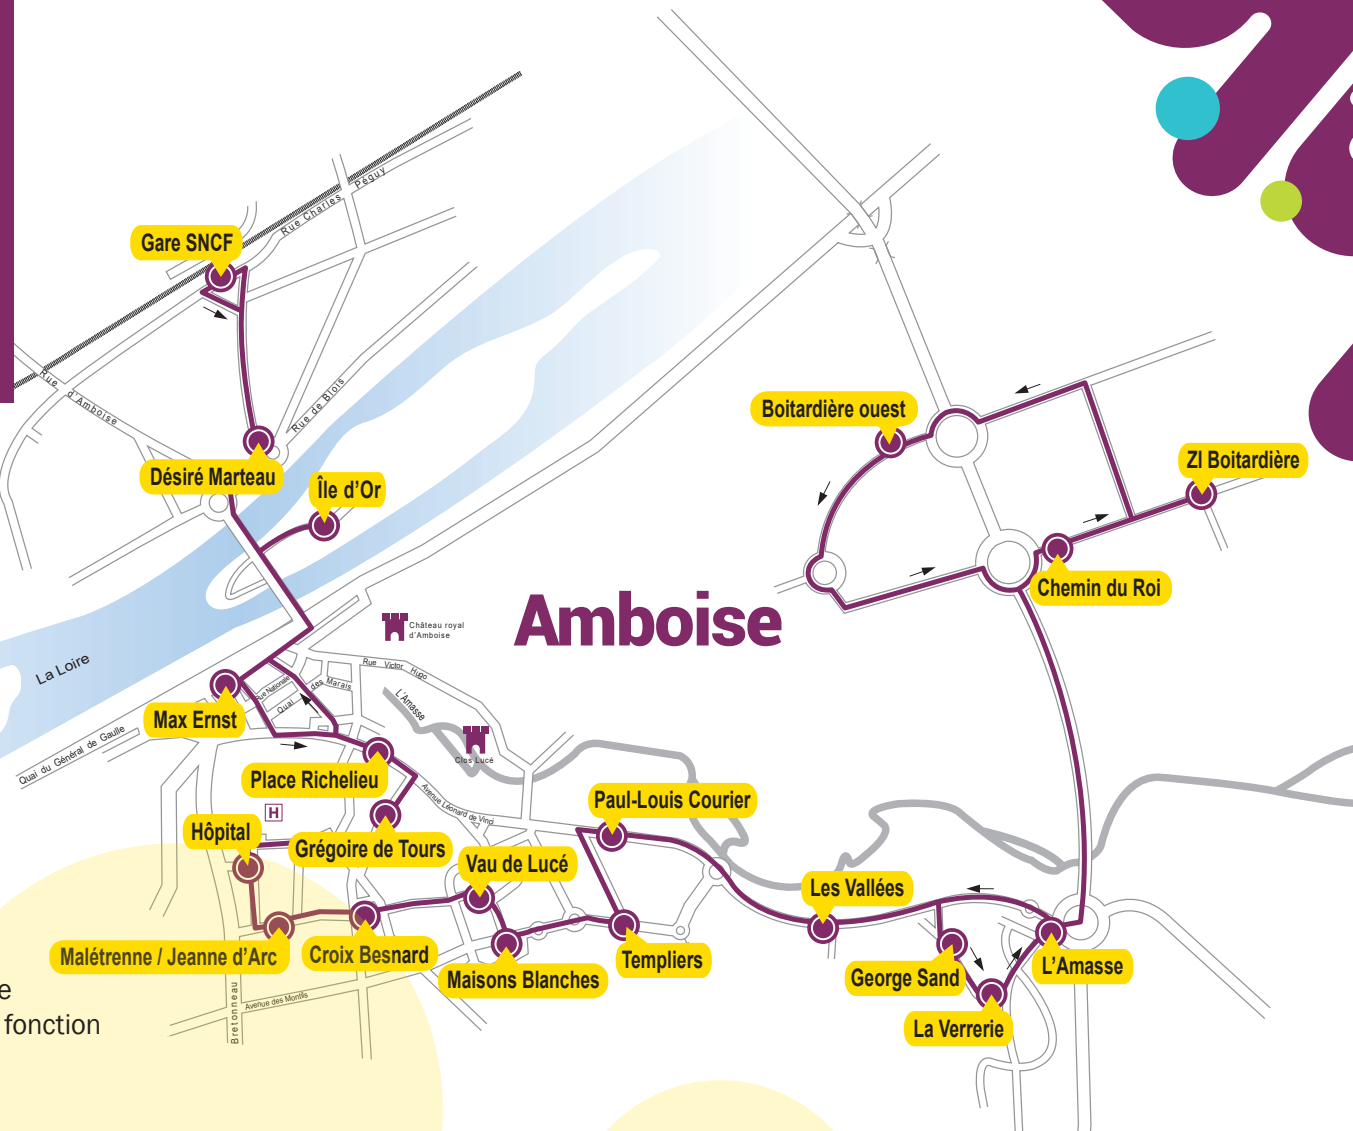 Péguy
Rue Charles
Gare SNCF
Rue d'Amboise
Rue de Blois
Boitardière ouest
ZI Boitardière
Désiré Marteau
Île d'Or
Chemin du Roi
Amboise
Château royal
d'Amboise
La Loire
Rue Victor Hugo
Rue Nationale
Quai des Marais
L'Amasse
Max Ernst
Quai du Général de Gaulle
Clos Lucé
Place Richelieu
Avenue Léonard de Vinci
Paul-Louis Courier
H
Hôpital
Grégoire de Tours
Vau de Lucé
Les Vallées
Malétrenne / Jeanne d'Arc
Croix Besnard
Maisons Blanches
Templiers
George Sand
L'Amasse
La Verrerie
Bretonneau
Avenue des Montils
e
fonction